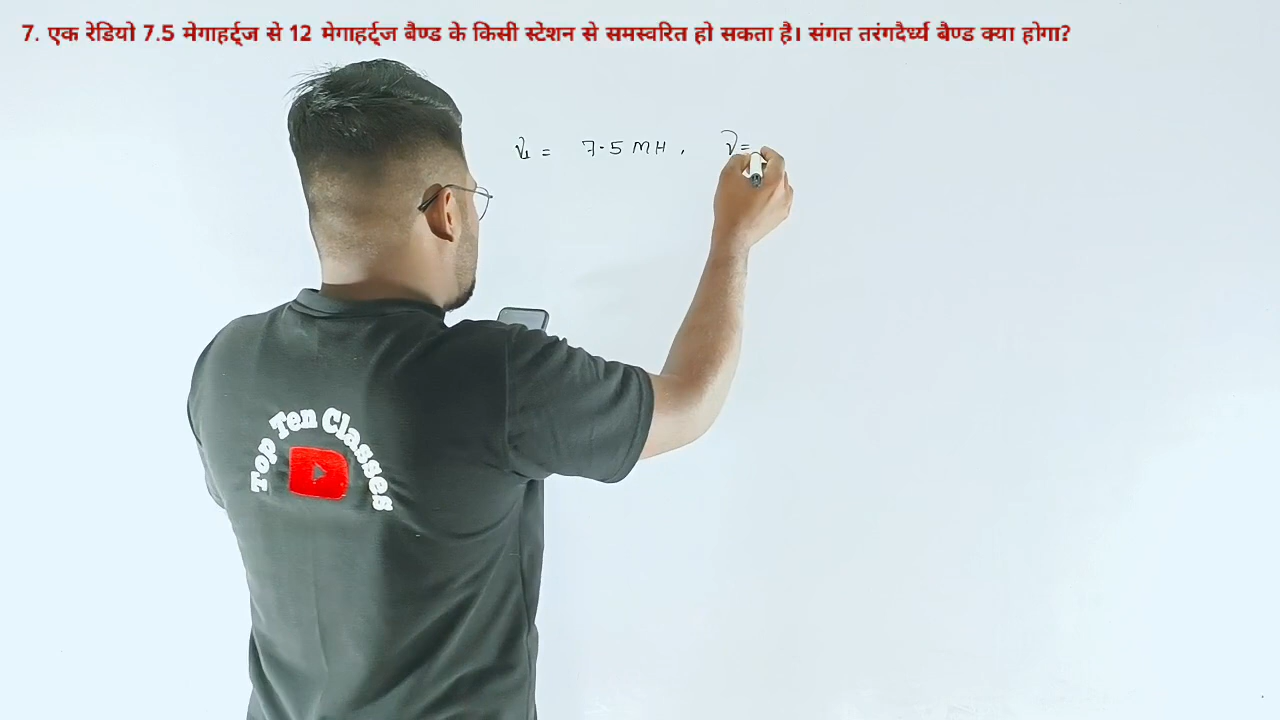 7. एक रेडियो 7.5 मेगाहर्ट्ज से 12 मेगाहर्ट्ज बैण्ड के किसी स्टेशन से समस्वरित हो सकता है। संगत तरंगदैर्ध्य बैण्ड क्या होगा?
ν₁ = 7.5 MH, ν=
Top Ten Classes